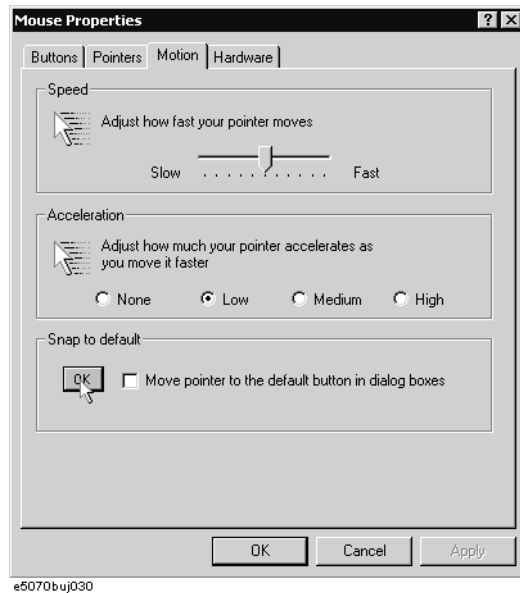 Mouse Properties ? X
Buttons Pointers Motion Hardware
Speed
Adjust how fast your pointer moves
Slow Fast
Acceleration
Adjust how much your pointer accelerates as
you move it faster
None Low Medium High
Snap to default
OK Move pointer to the default button in dialog boxes
OK Cancel Apply
e5070buj030